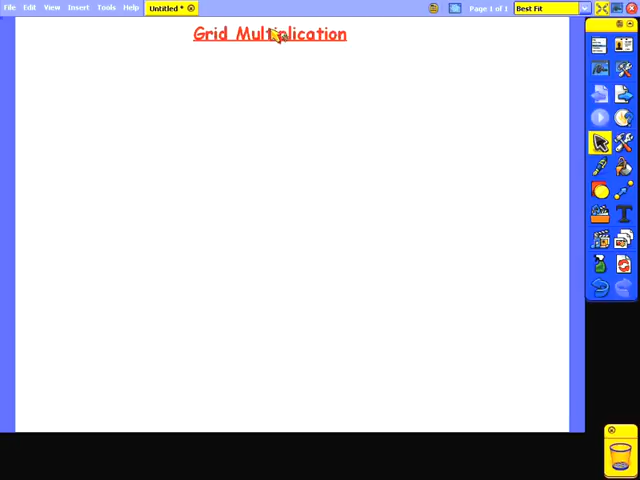 File Edit View Insert Tools Help Untitled * Page 1 of 1 Best Fit
Grid Multiplication